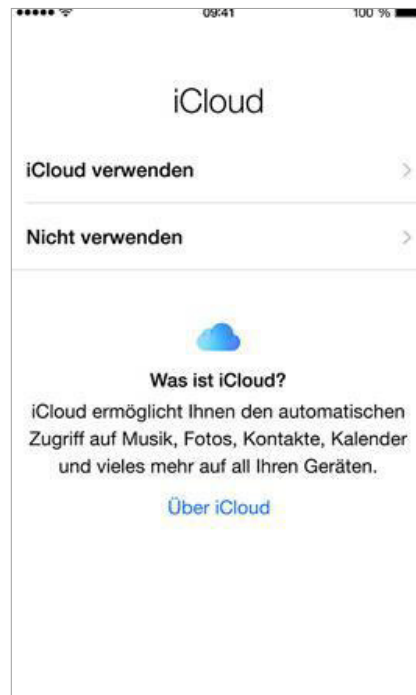 09:41 100 %
iCloud
iCloud verwenden
Nicht verwenden
Was ist iCloud?
iCloud ermöglicht Ihnen den automatischen
Zugriff auf Musik, Fotos, Kontakte, Kalender
und vieles mehr auf all Ihren Geräten.
Über iCloud